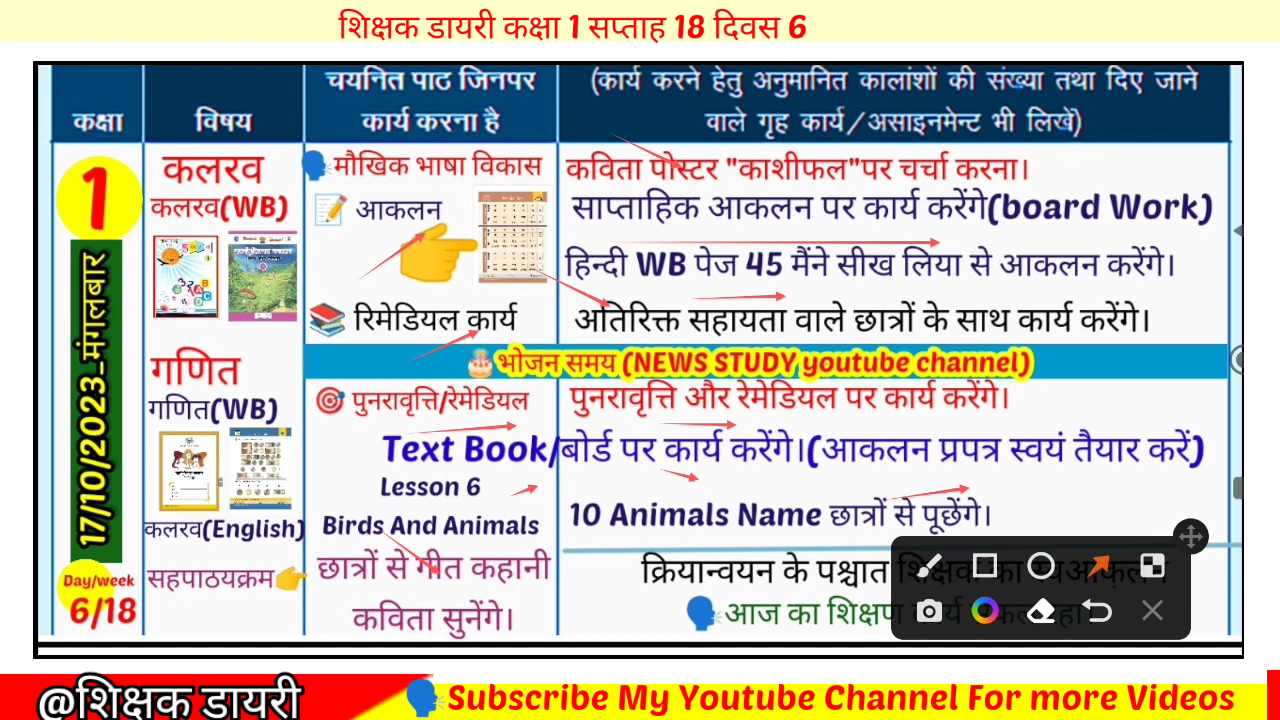 शिक्षक डायरी कक्षा 1 सप्ताह 18 दिवस 6
कक्षा
विषय
चयनित पाठ जिनपर
कार्य करना है
(कार्य करने हेतु अनुमानित कालांशों की संख्या तथा दिए जाने
वाले गृह कार्य/असाइनमेन्ट भी लिखें)
1
17/10/2023-मंगलबार
Day/week
6/18
कलरव
कलरव(WB)
मौखिक भाषा विकास
कविता पोस्टर "काशीफल"पर चर्चा करना।
आकलन
साप्ताहिक आकलन पर कार्य करेंगे(board Work)
हिन्दी WB पेज 45 मैंने सीख लिया से आकलन करेंगे।
रिमेडियल कार्य
अतिरिक्त सहायता वाले छात्रों के साथ कार्य करेंगे।
भोजन समय (NEWS STUDY youtube channel)
गणित
गणित(WB)
पुनरावृत्ति/रेमेडियल
पुनरावृत्ति और रेमेडियल पर कार्य करेंगे।
Text Book/बोर्ड पर कार्य करेंगे।(आकलन प्रपत्र स्वयं तैयार करें)
कलरव(English)
Lesson 6
Birds And Animals
10 Animals Name छात्रों से पूछेंगे।
सहपाठयक्रम
छात्रों से गीत कहानी
कविता सुनेंगे।
क्रियान्वयन के पश्चात शिक्षक का
आज का शिक्षण कार्य
@शिक्षक डायरी
Subscribe My Youtube Channel For more Videos